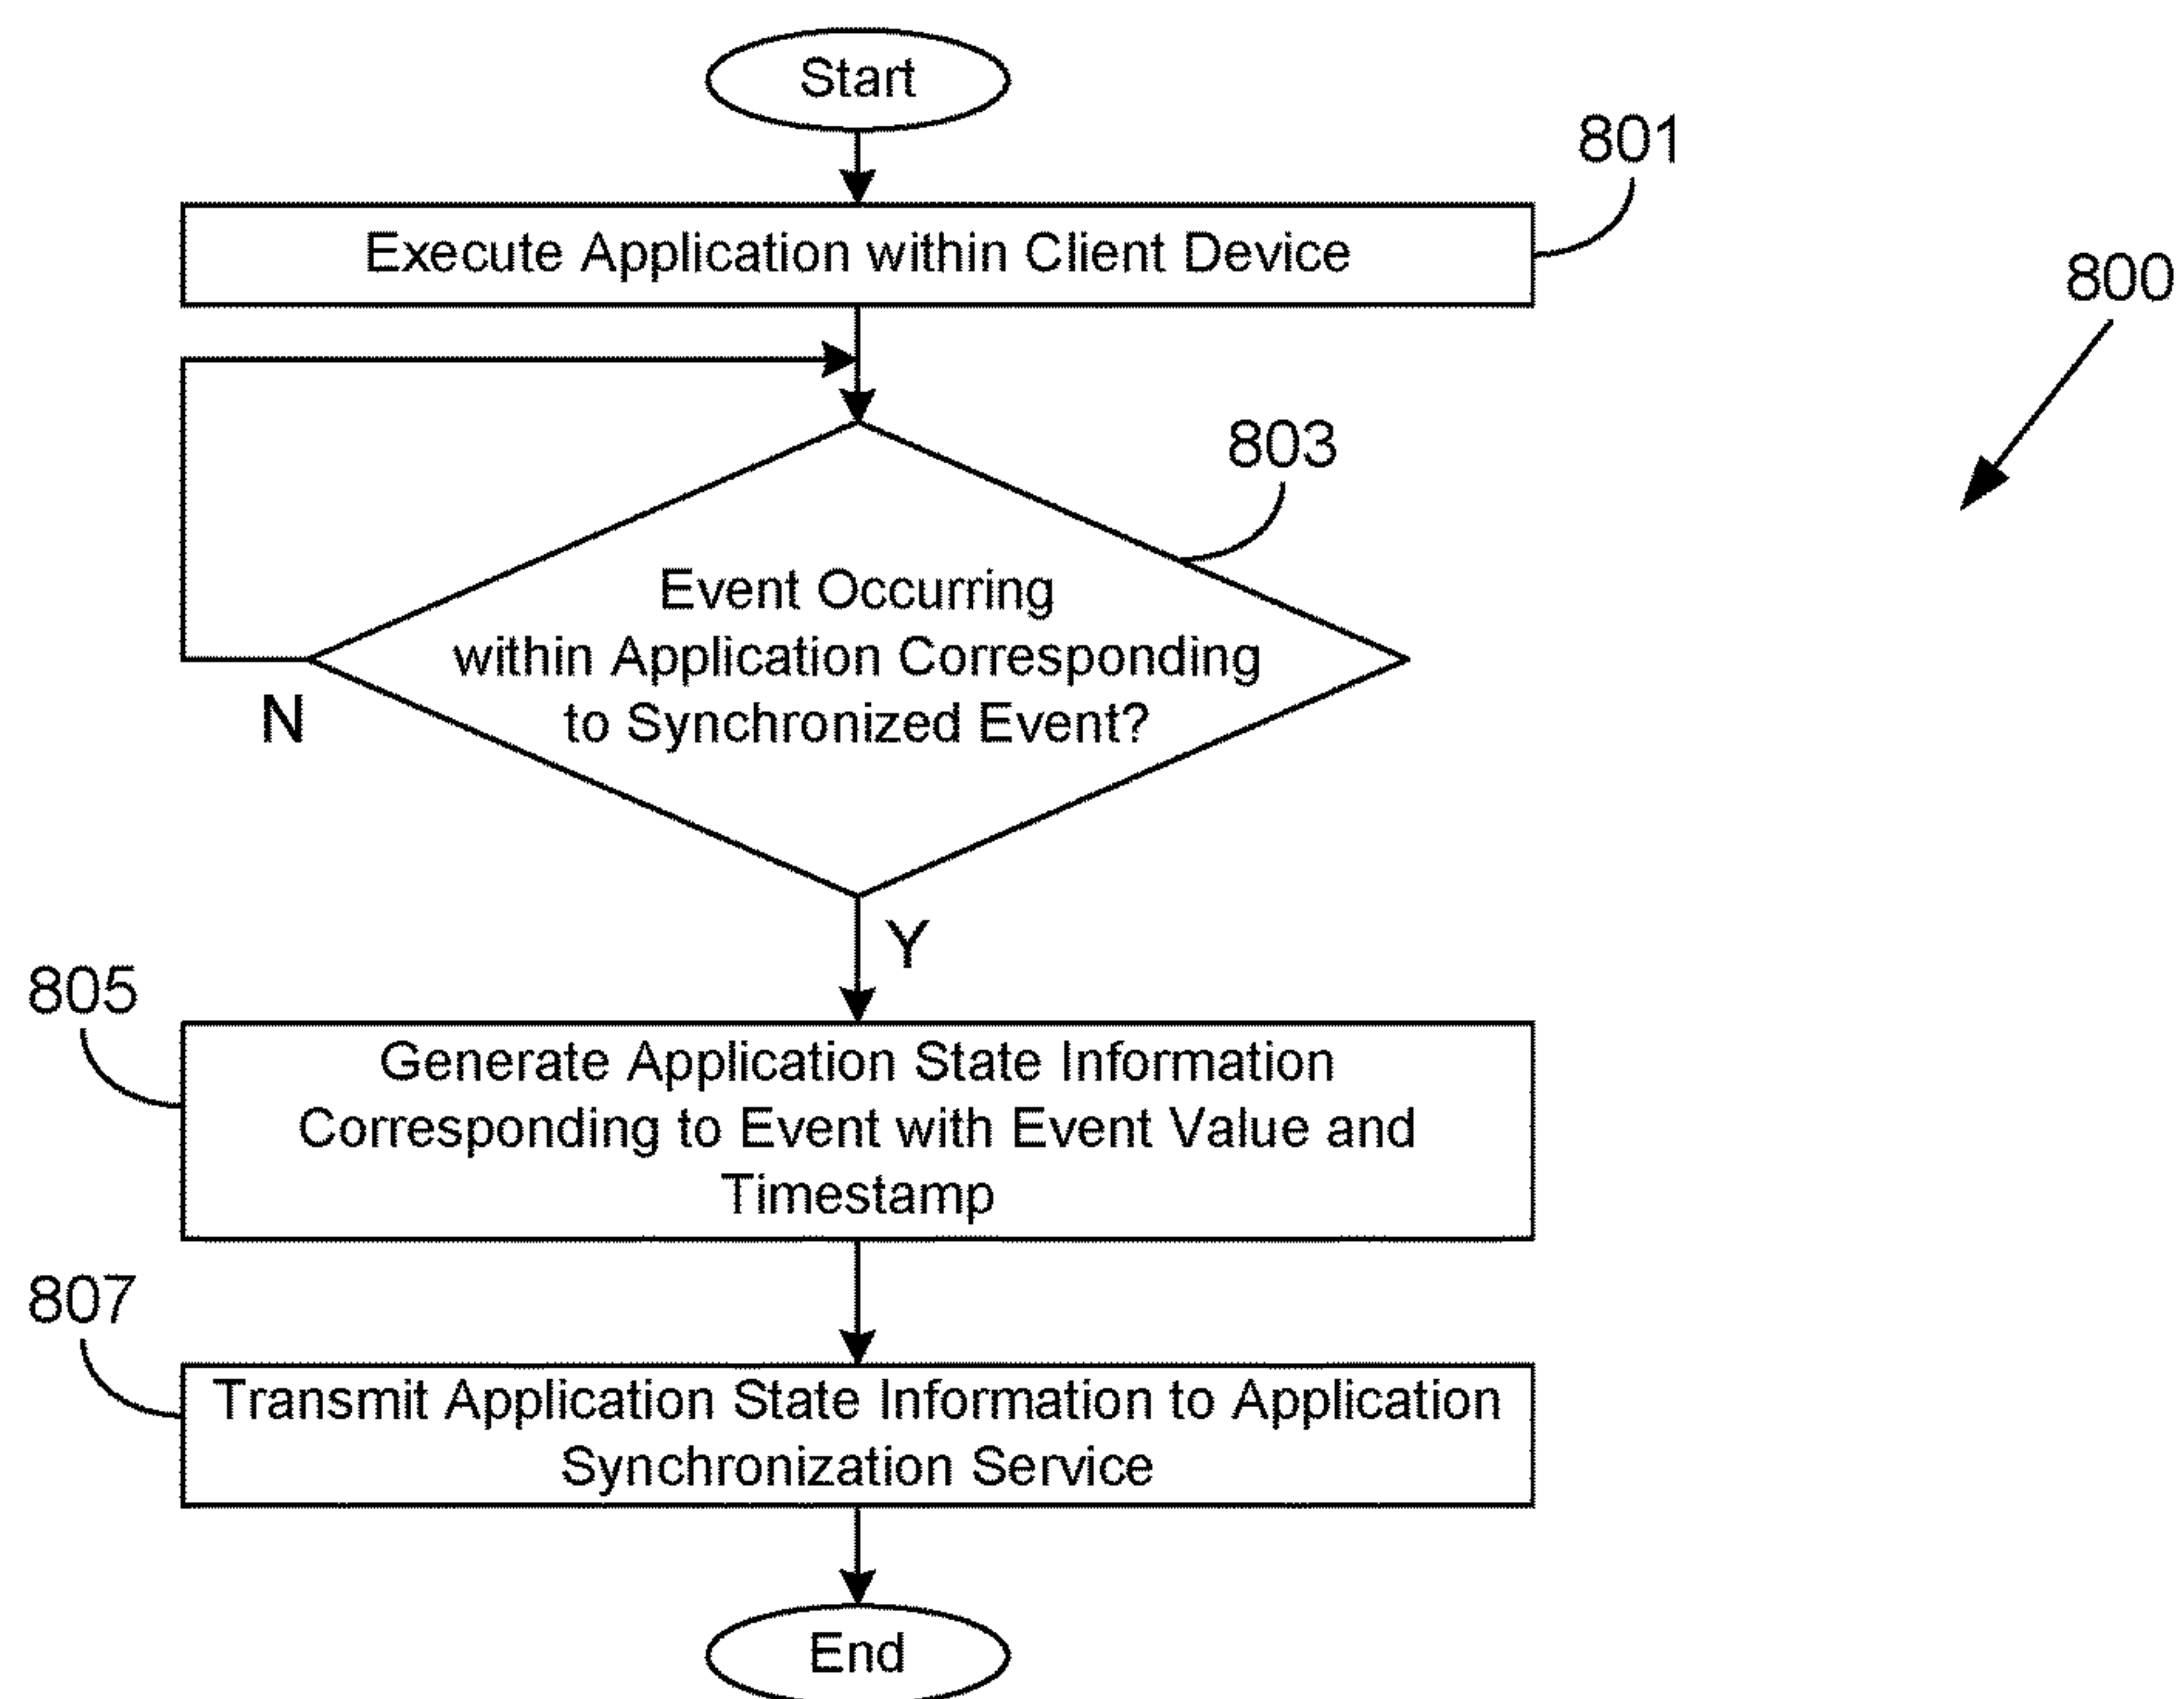 Start
801
Execute Application within Client Device
800
803
Event Occurring
within Application Corresponding
to Synchronized Event?
N
Y
805
Generate Application State Information
Corresponding to Event with Event Value and
Timestamp
807
Transmit Application State Information to Application
Synchronization Service
End